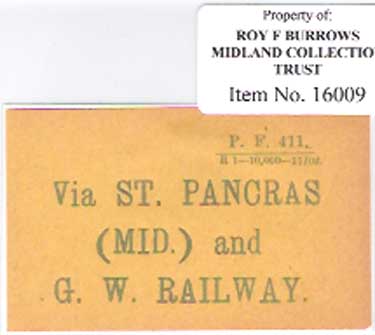 Property of:
ROY F BURROWS
MIDLAND COLLECTIO
TRUST
Item No. 16009
P. F. 411.
Via ST. PANCRAS
(MID.) and
G. W. RAILWAY.